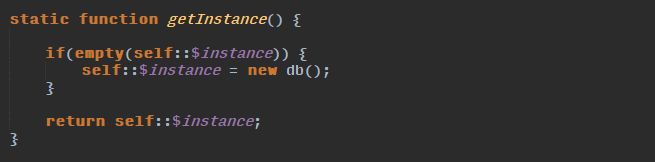 static function getInstance() {
if(empty(self::$instance)) {
self::$instance = new db();
}
return self::$instance;
}